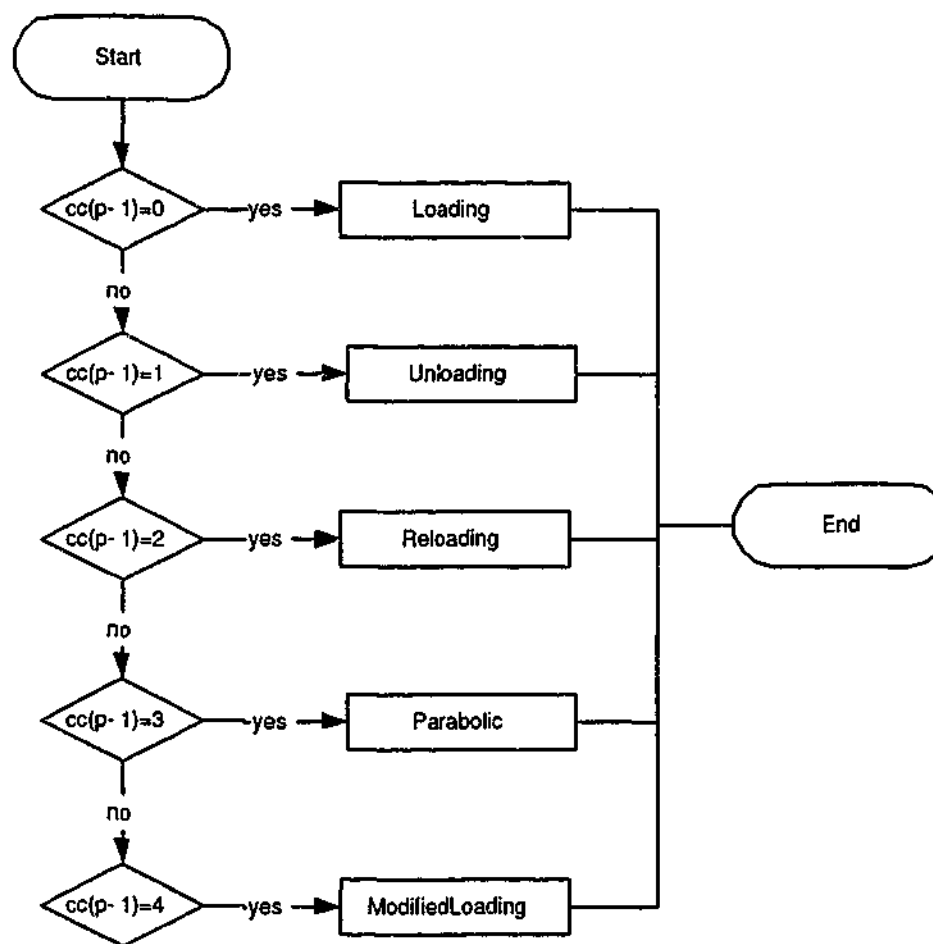 Start
cc(p-1)=0
yes
Loading
no
cc(p-1)=1
yes
Unloading
no
cc(p-1)=2
yes
Reloading
End
no
cc(p-1)=3
yes
Parabolic
no
cc(p-1)=4
yes
ModifiedLoading